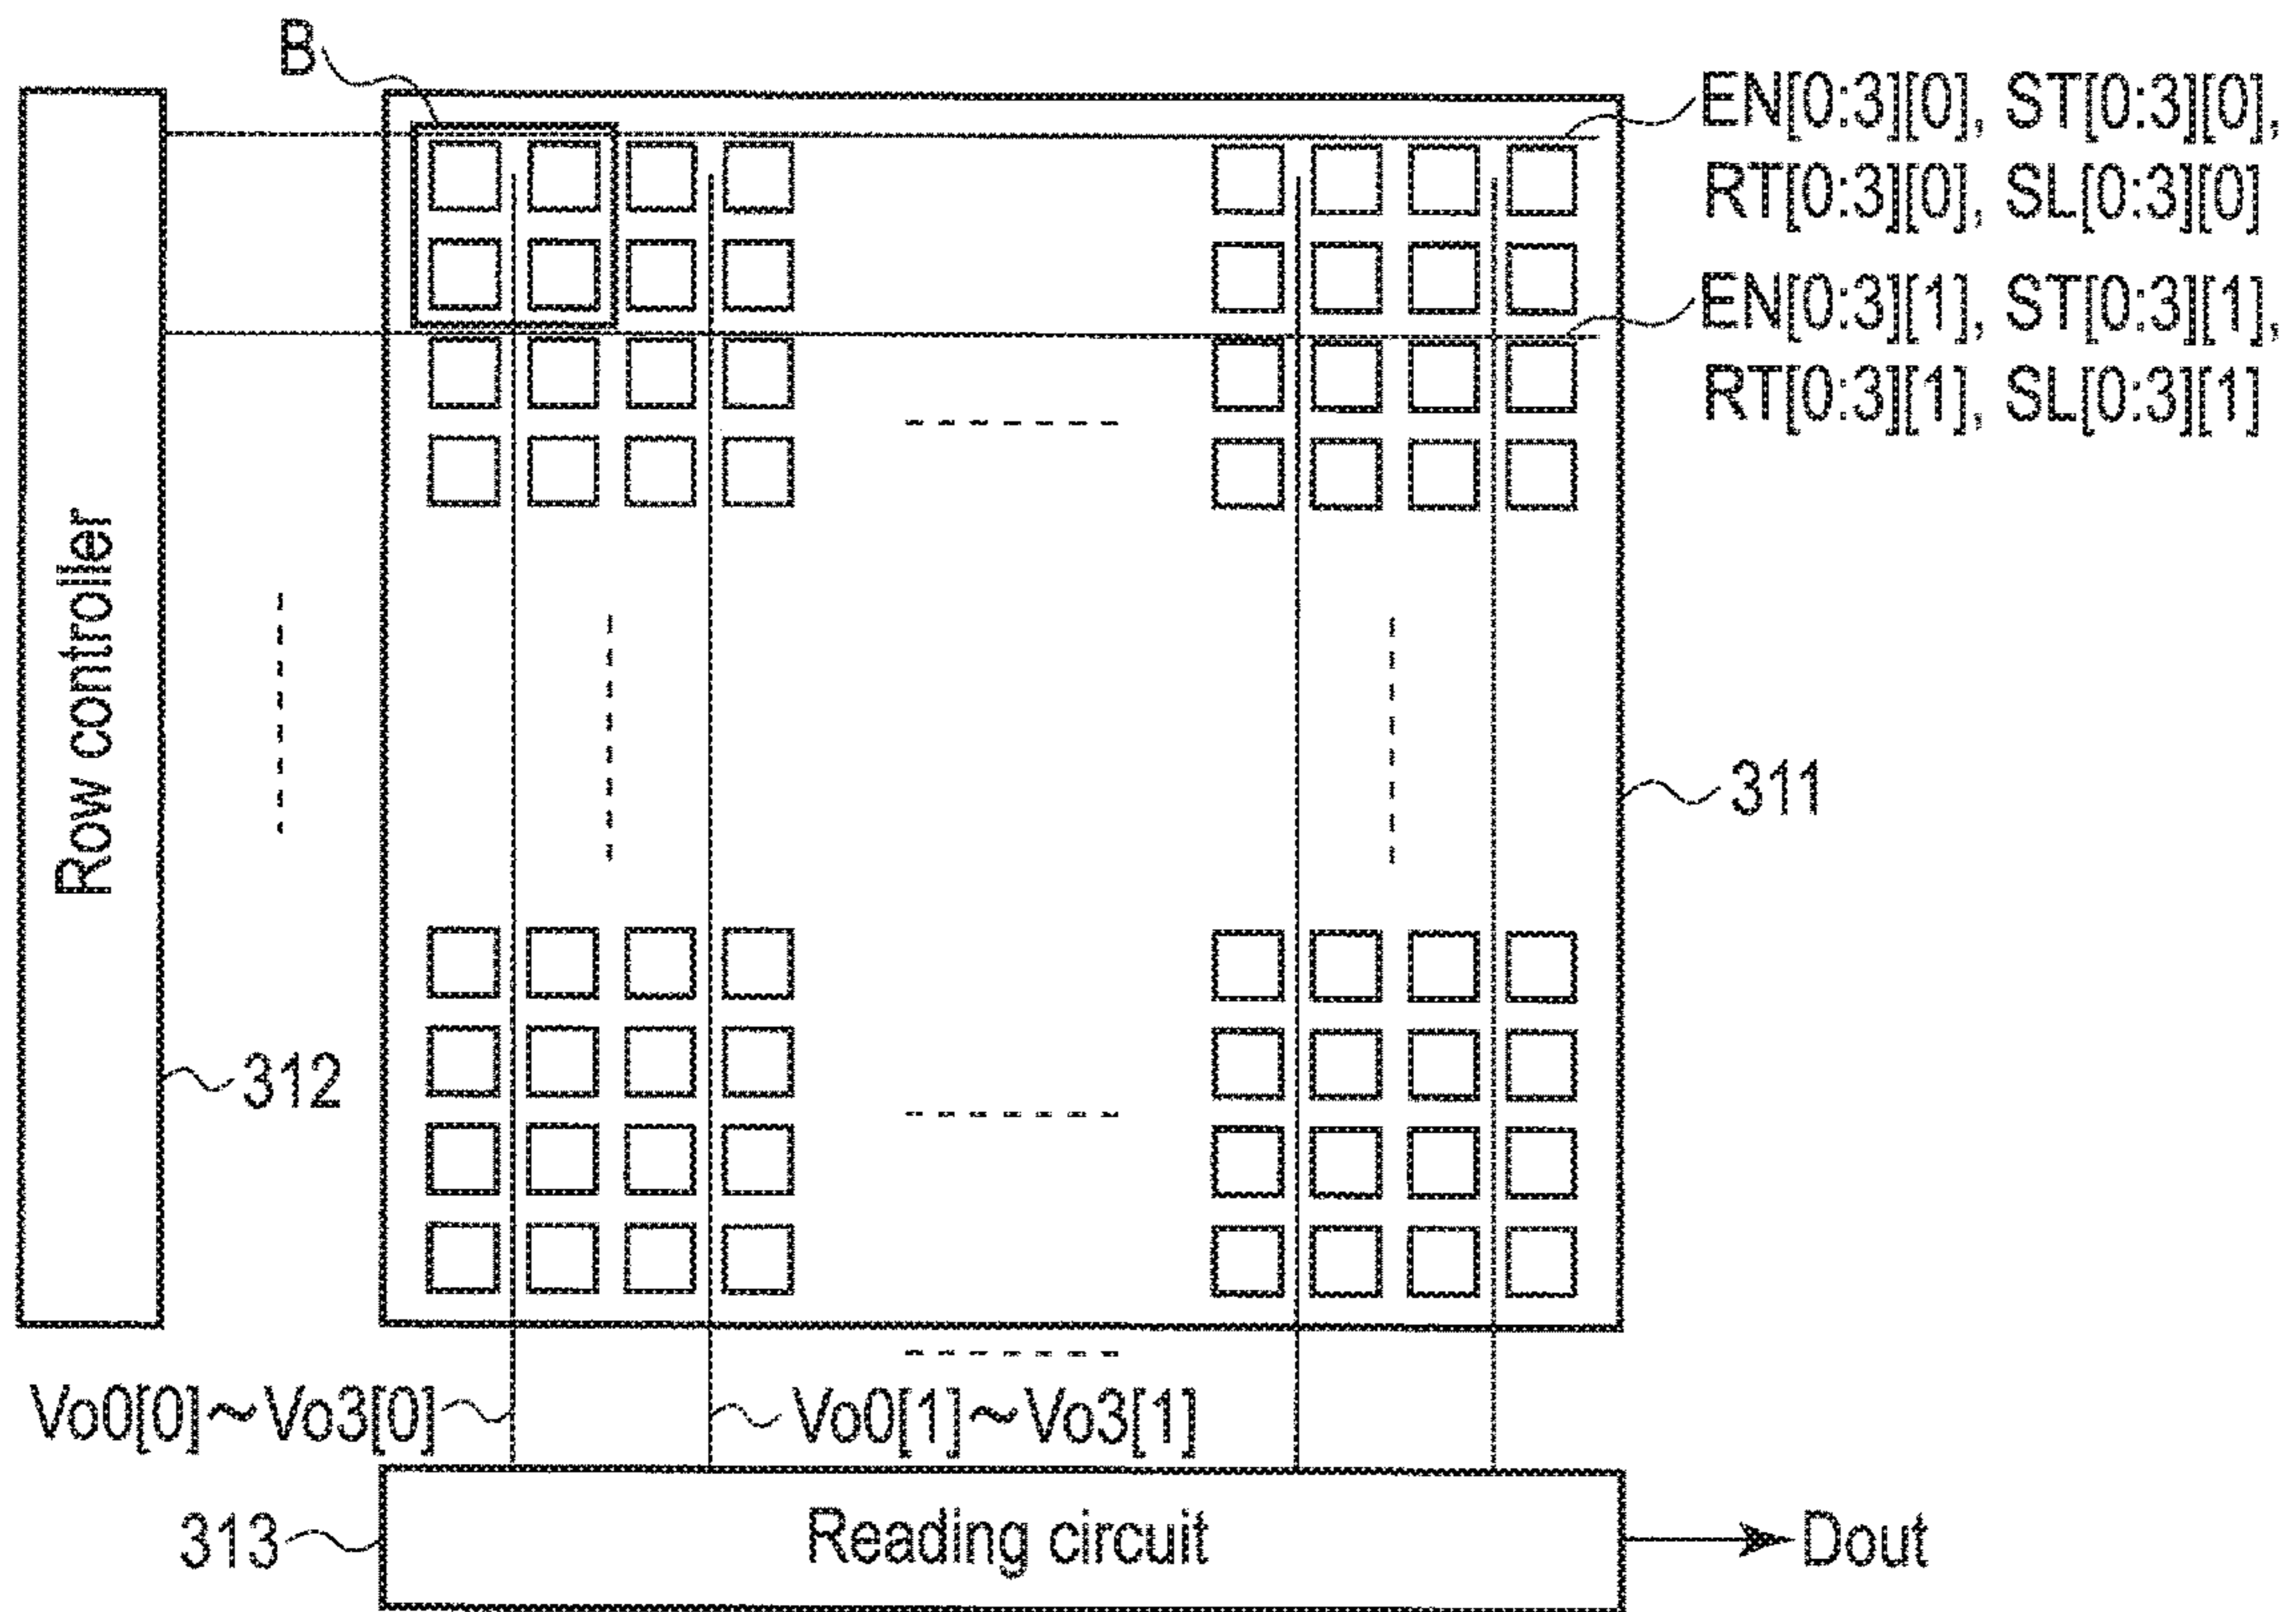 B
EN[0:3][0], ST[0:3][0],
RT[0:3][0], SL[0:3][0]
EN[0:3][1], ST[0:3][1],
RT[0:3][1], SL[0:3][1]
Row controller
311
312
Vo0[0]~Vo3[0]
Vo0[1]~Vo3[1]
313
Reading circuit
Dout